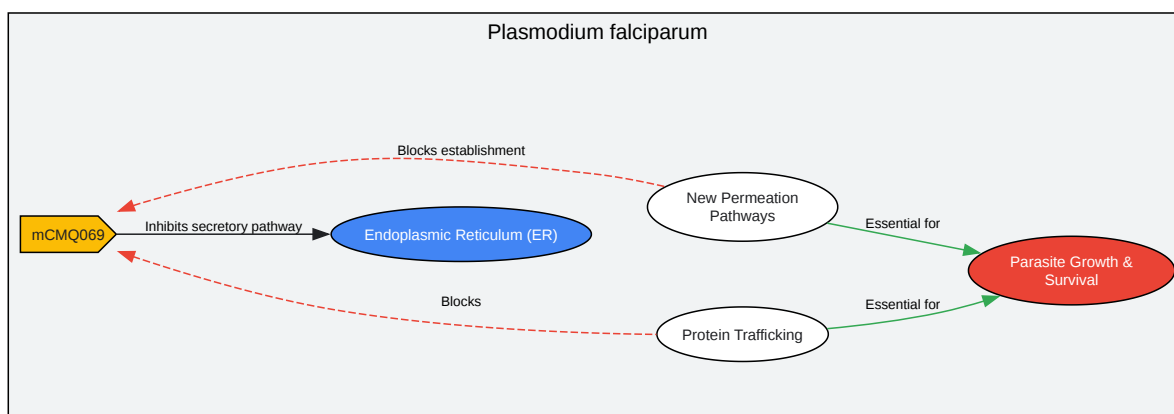 Plasmodium falciparum
Blocks establishment
New Permeation
Pathways
mCMQ069
Inhibits secretory pathway
Endoplasmic Reticulum (ER)
Essential for
Parasite Growth &
Survival
Blocks
Protein Trafficking
Essential for